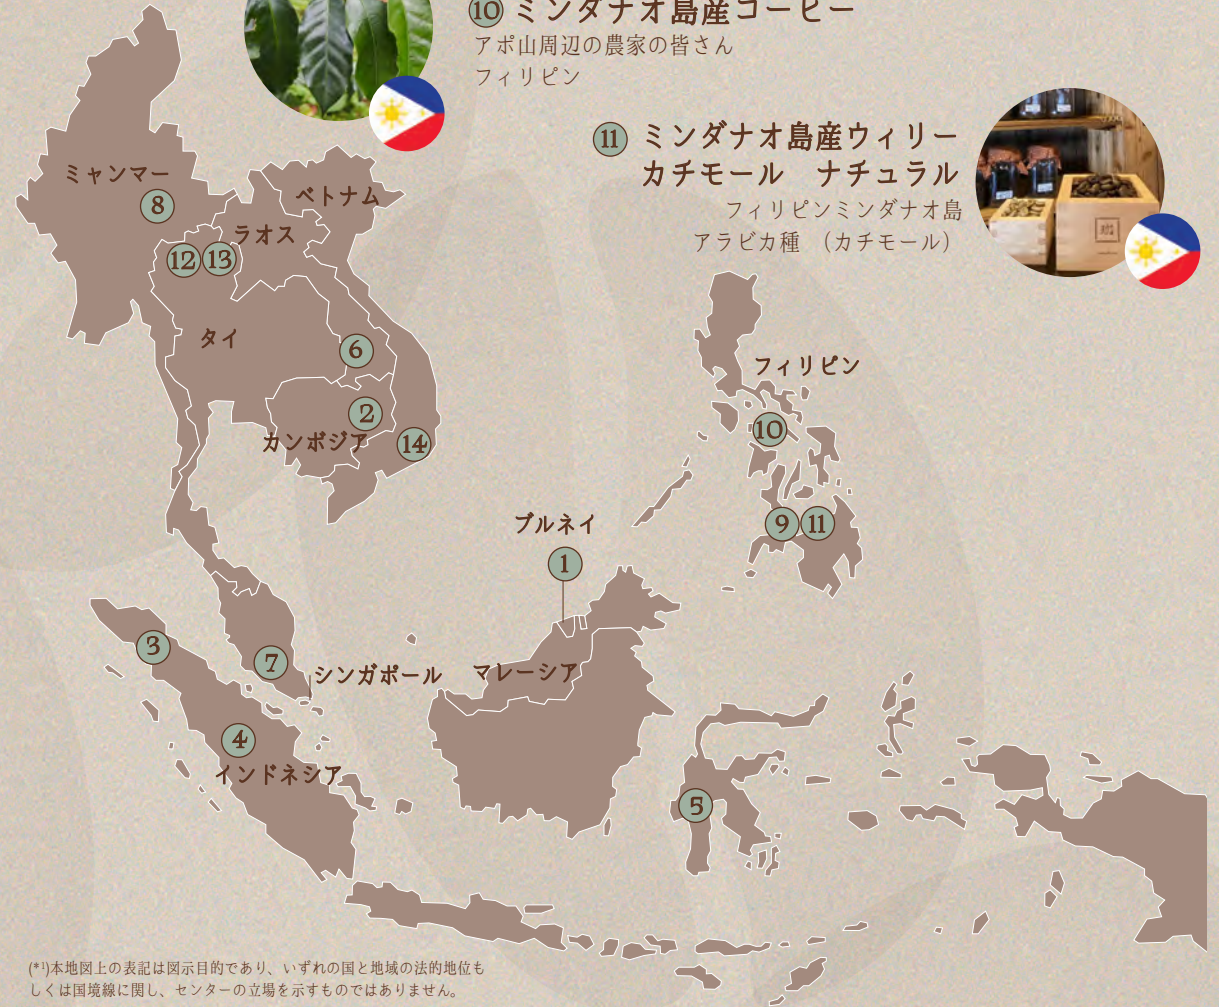 10 ミンダナオ島産コーヒー
アポ山周辺の農家の皆さん
フィリピン
11 ミンダナオ島産ウィリー
カチモール　ナチュラル
フィリピンミンダナオ島
アラビカ種　（カチモール）
ミャンマー
8
ベトナム
ラオス
12 13
タイ
6
2
カンボジア
14
フィリピン
10
9 11
ブルネイ
1
3
7
シンガポール
マレーシア
4
インドネシア
5
(*¹)本地図上の表記は図示目的であり、いずれの国と地域の法的地位も
しくは国境線に関し、センターの立場を示すものではありません。